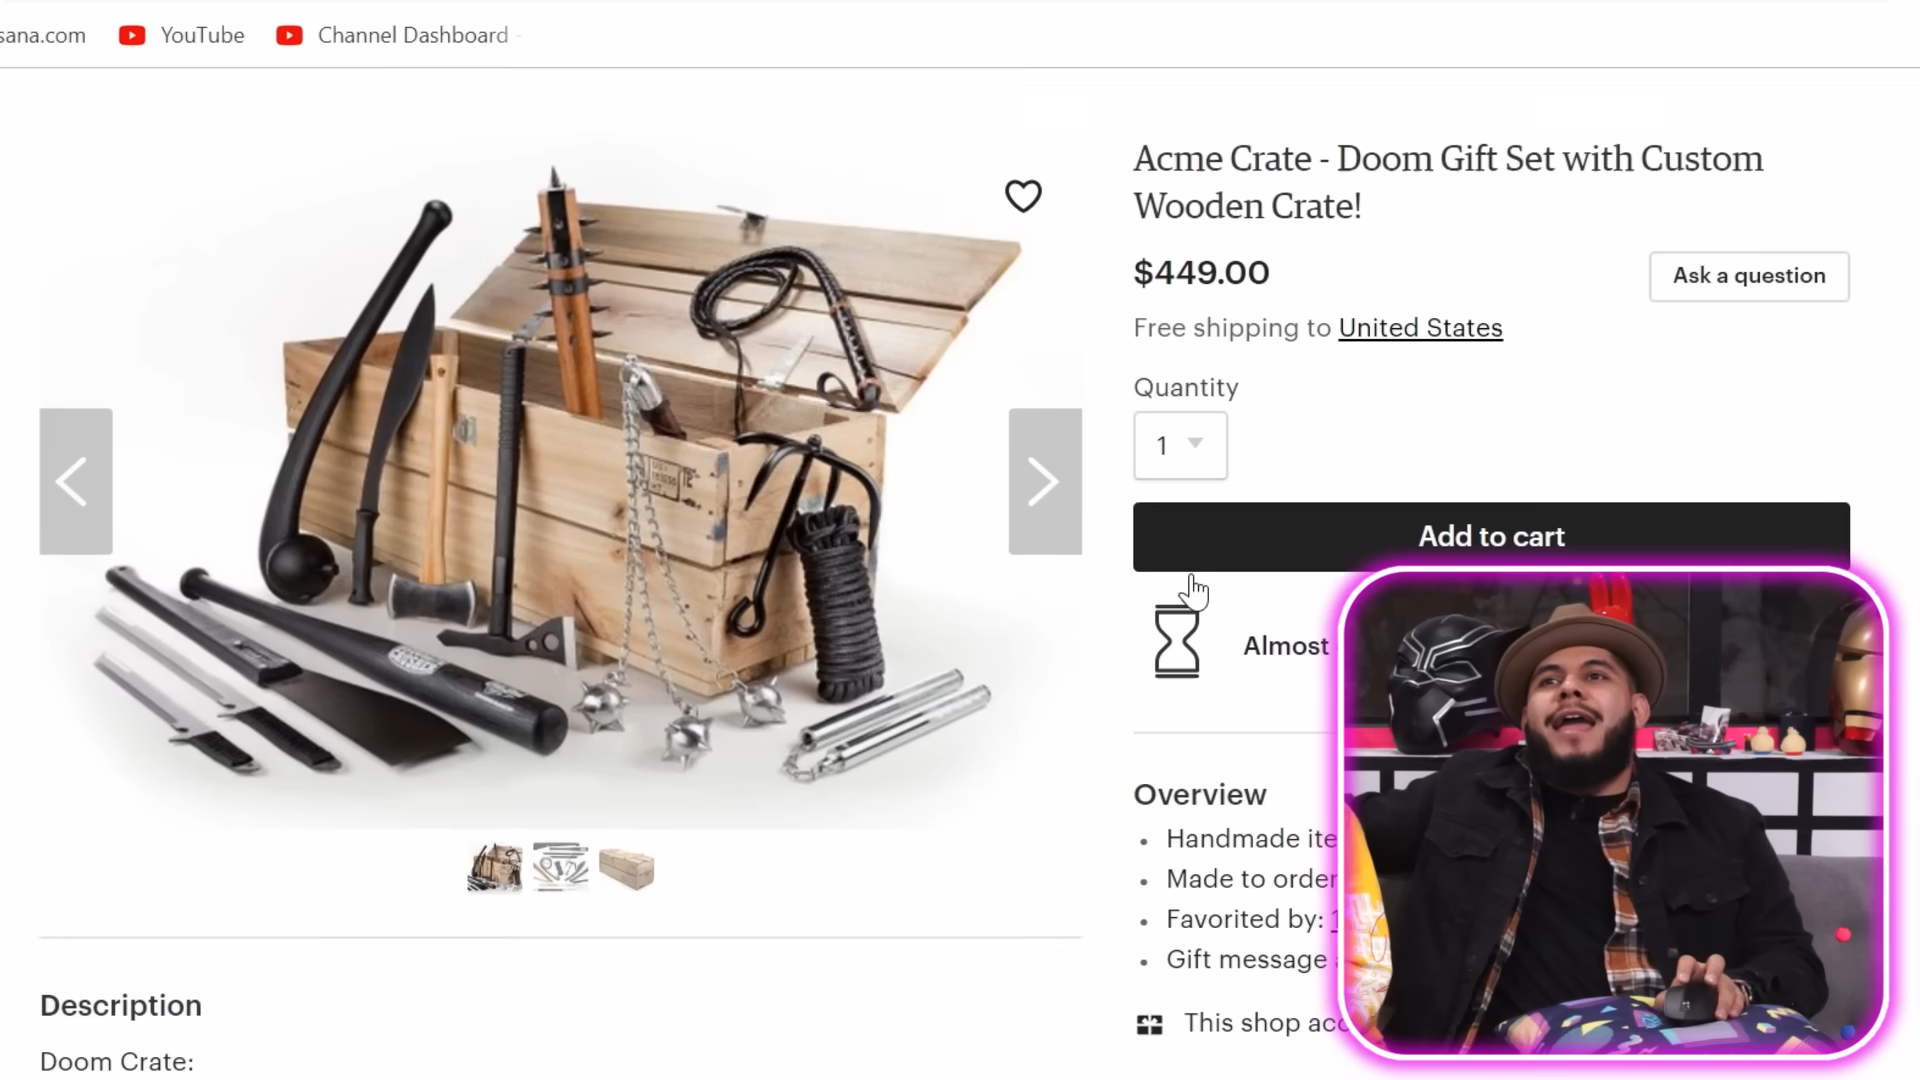 sana.com YouTube Channel Dashboard -
Acme Crate - Doom Gift Set with Custom
Wooden Crate!
$449.00
Ask a question
Free shipping to United States
Quantity
1
Add to cart
Almost
Overview
Handmade ite
Made to order
Favorited by: 1
Gift message a
This shop acc
Description
Doom Crate: